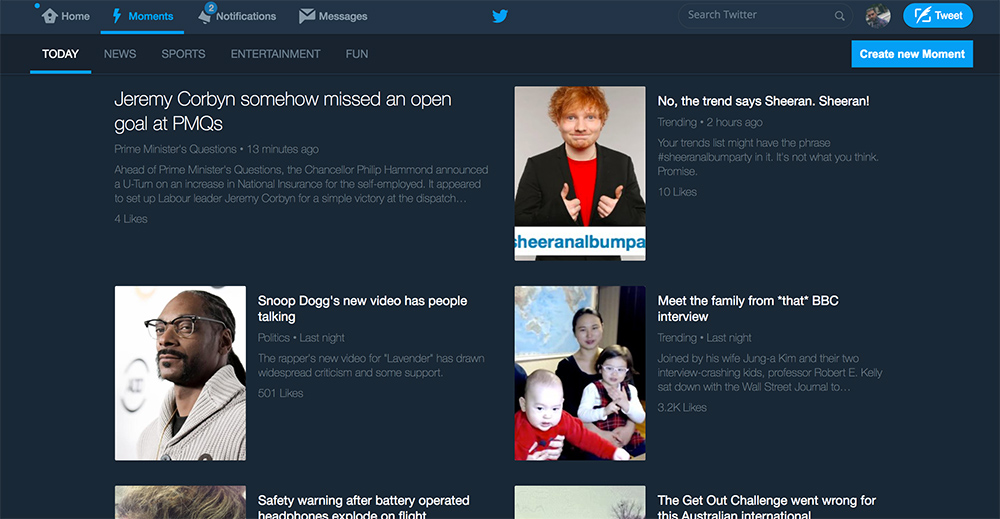 Home
Moments
2
Notifications
Messages
Search Twitter
Tweet
TODAY
NEWS
SPORTS
ENTERTAINMENT
FUN
Create new Moment
Jeremy Corbyn somehow missed an open
goal at PMQs
Prime Minister's Questions • 13 minutes ago
Ahead of Prime Minister's Questions, the Chancellor Philip Hammond announced
a U-Turn on an increase in National Insurance for the self-employed. It appeared
to set up Labour leader Jeremy Corbyn for a simple victory at the dispatch…
4 Likes
sheeranalbumpa
No, the trend says Sheeran. Sheeran!
Trending • 2 hours ago
Your trends list might have the phrase
#sheeranalbumparty in it. It's not what you think.
Promise.
10 Likes
Snoop Dogg's new video has people
talking
Politics • Last night
The rapper's new video for "Lavender" has drawn
widespread criticism and some support.
501 Likes
Meet the family from *that* BBC
interview
Trending • Last night
Joined by his wife Jung-a Kim and their two
interview-crashing kids, professor Robert E. Kelly
sat down with the Wall Street Journal to…
3.2K Likes
Safety warning after battery operated
headphones explode on flight
The Get Out Challenge went wrong for
this Australian international